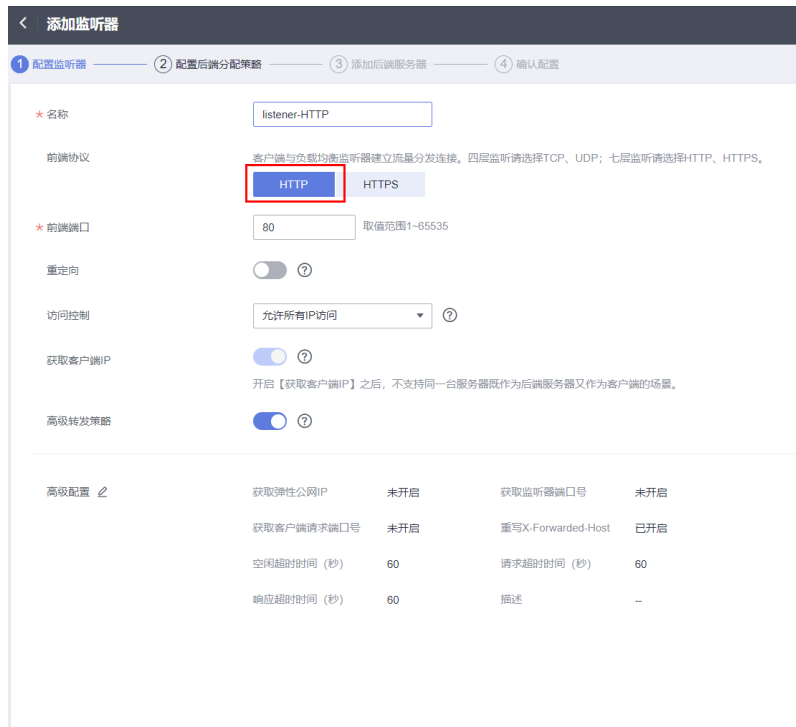 添加监听器
1 配置监听器 2 配置后端分配策略 3 添加后端服务器 4 确认配置
* 名称 listener-HTTP
前端协议 客户端与负载均衡监听器建立流量分发连接。四层监听请选择TCP、UDP；七层监听请选择HTTP、HTTPS。
HTTP HTTPS
* 前端端口 80 取值范围1~65535
重定向 ?
访问控制 允许所有IP访问 ?
获取客户端IP ?
开启【获取客户端IP】之后，不支持同一台服务器既作为后端服务器又作为客户端的场景。
高级转发策略 ?
高级配置 获取弹性公网IP 未开启 获取监听器端口号 未开启
获取客户端请求端口号 未开启 重写X-Forwarded-Host 已开启
空闲超时时间（秒） 60 请求超时时间（秒） 60
响应超时时间（秒） 60 描述 --